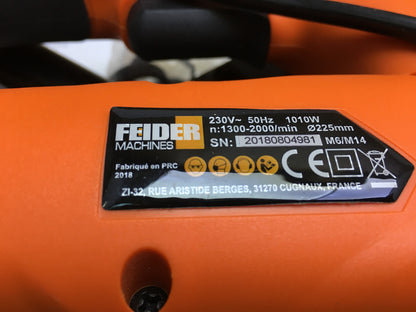 FEIDER
MACHINES
230V~ 50Hz 1010W
n:1300-2000/min Ø225mm
SN: 20180804981 M6/M14
Fabriqué en PRC
2018
CE
ZI-32, RUE ARISTIDE BERGES, 31270 CUGNAUX, FRANCE